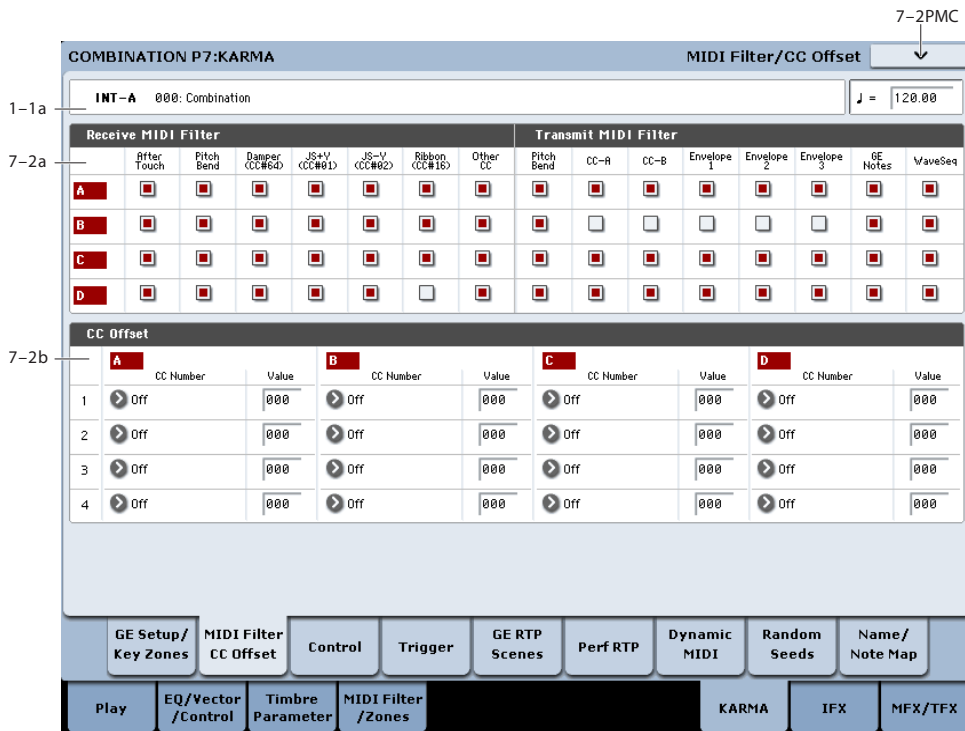 7–2PMC
COMBINATION P7:KARMA MIDI Filter/CC Offset
1–1a
INT-A 000: Combination ♩ = 120.00
Receive MIDI Filter Transmit MIDI Filter
7–2a
After Touch Pitch Bend Damper (CC#64) JS+Y (CC#01) JS-Y (CC#02) Ribbon (CC#16) Other CC Pitch Bend CC-A CC-B Envelope 1 Envelope 2 Envelope 3 GE Notes WaveSeq
A
B
C
D
CC Offset
7–2b
A B C D
CC Number Value CC Number Value CC Number Value CC Number Value
1 Off 000 Off 000 Off 000 Off 000
2 Off 000 Off 000 Off 000 Off 000
3 Off 000 Off 000 Off 000 Off 000
4 Off 000 Off 000 Off 000 Off 000
GE Setup/ Key Zones MIDI Filter CC Offset Control Trigger GE RTP Scenes Perf RTP Dynamic MIDI Random Seeds Name/ Note Map
Play EQ/Vector /Control Timbre Parameter MIDI Filter /Zones KARMA IFX MFX/TFX